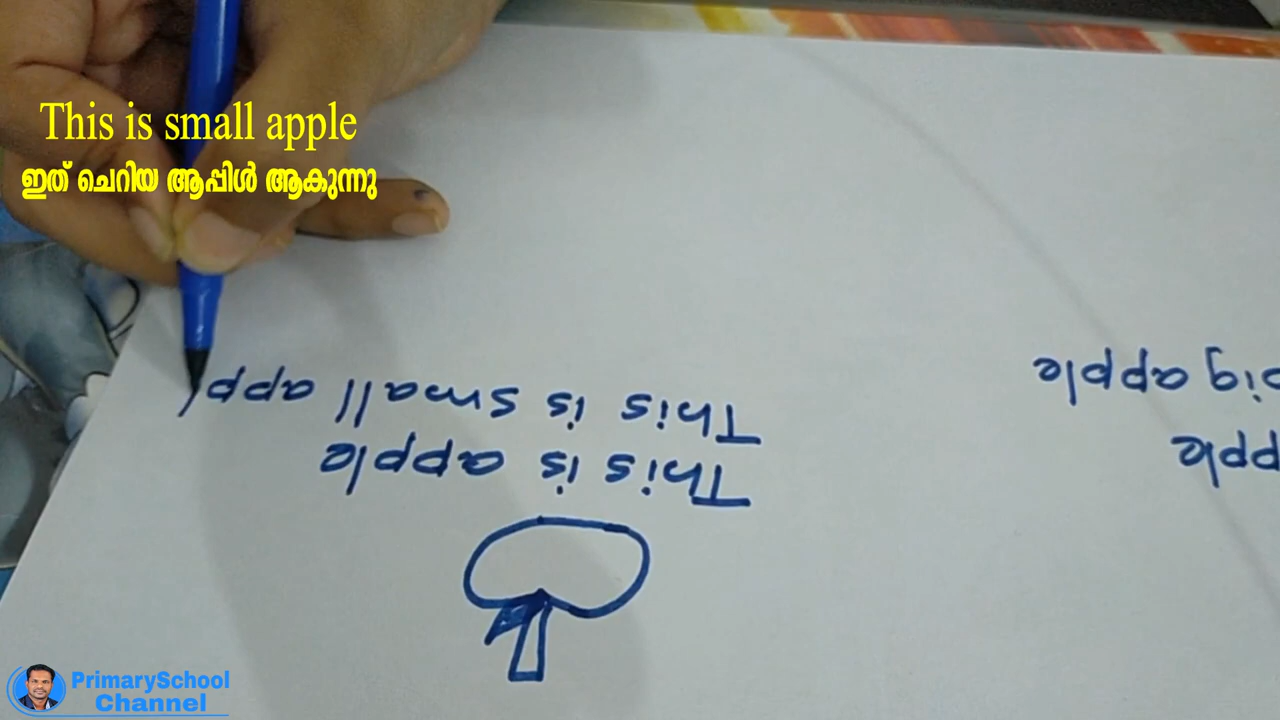 This is small apple
ഇത് ചെറിയ ആപ്പിൾ ആകുന്നു
This is apple
This is small appl
pple
big apple
PrimarySchool
Channel